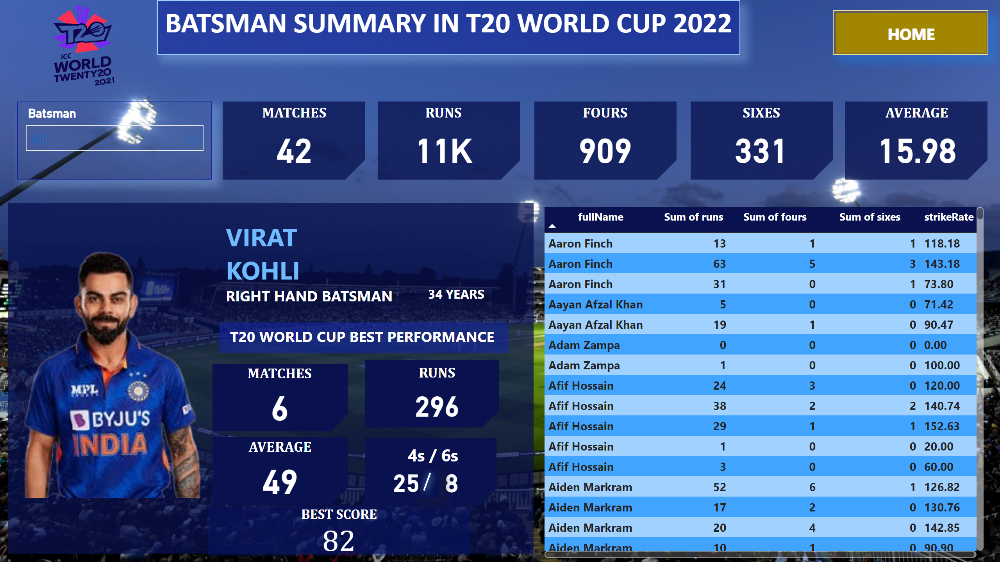 T20
ICC
WORLD
TWENTY20
2021
BATSMAN SUMMARY IN T20 WORLD CUP 2022
HOME
Batsman
All
MATCHES
42
RUNS
11K
FOURS
909
SIXES
331
AVERAGE
15.98
VIRAT
KOHLI
RIGHT HAND BATSMAN
34 YEARS
T20 WORLD CUP BEST PERFORMANCE
MATCHES
6
RUNS
296
AVERAGE
49
4s / 6s
25 / 8
BEST SCORE
82
Investec
MPL
SPORTS
BYJU'S
INDIA
fullName Sum of runs Sum of fours Sum of sixes strikeRate
Aaron Finch 13 1 1 118.18
Aaron Finch 63 5 3 143.18
Aaron Finch 31 0 1 73.80
Aayan Afzal Khan 5 0 0 71.42
Aayan Afzal Khan 19 1 0 90.47
Adam Zampa 0 0 0 0.00
Adam Zampa 1 0 0 100.00
Afif Hossain 24 3 0 120.00
Afif Hossain 38 2 2 140.74
Afif Hossain 29 1 1 152.63
Afif Hossain 1 0 0 20.00
Afif Hossain 3 0 0 60.00
Aiden Markram 52 6 1 126.82
Aiden Markram 17 2 0 130.76
Aiden Markram 20 4 0 142.85
Aiden Markram 10 1 0 90.90